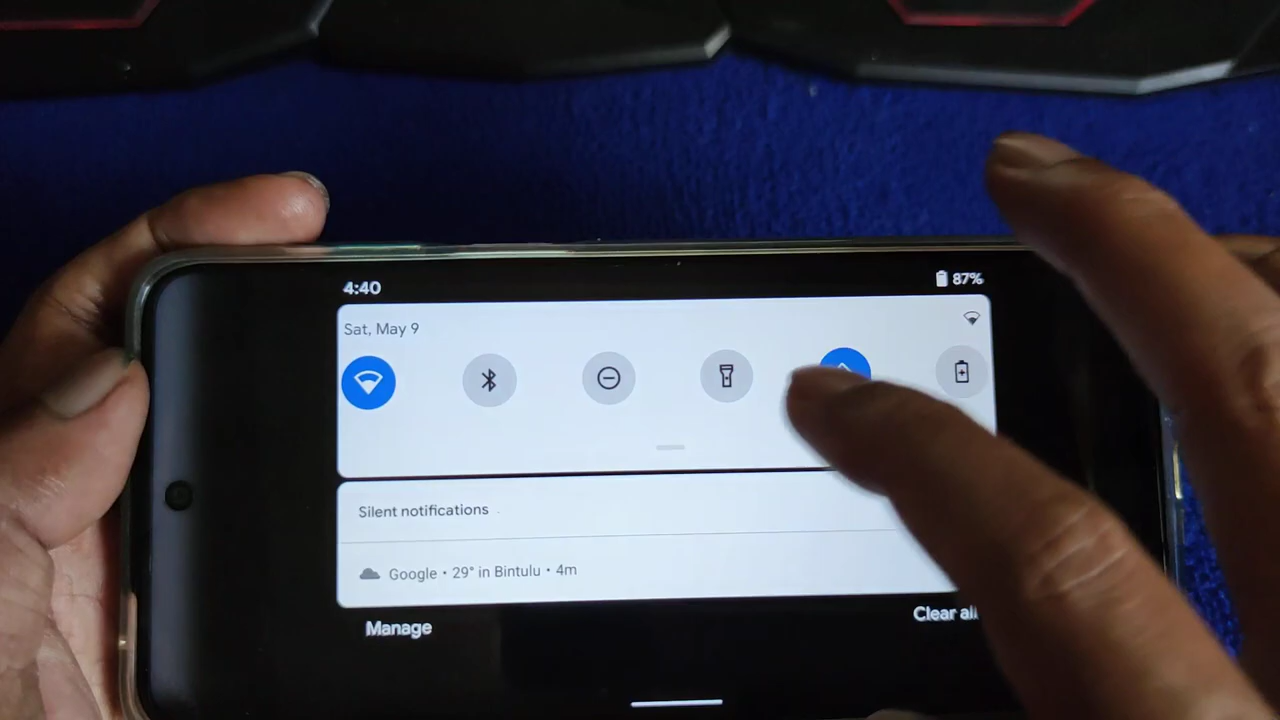 4:40
87%
Sat, May 9
Silent notifications
Google • 29° in Bintulu • 4m
Manage
Clear all